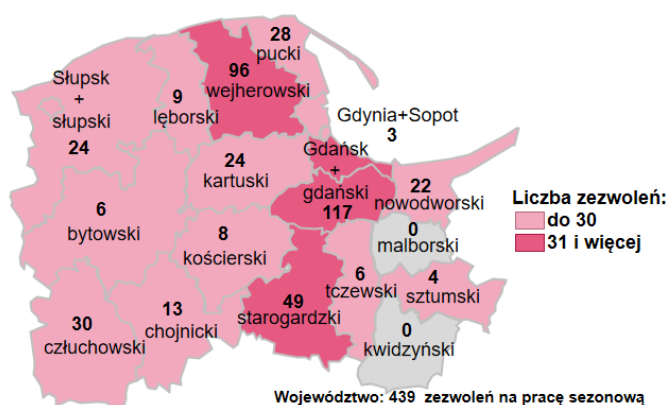 28
pucki
96
wejherowski
Słupsk
+
słupski
24
9
lęborski
Gdynia+Sopot
3
Gdańsk
+
gdański
117
24
kartuski
22
nowodworski
0
malborski
6
bytowski
8
kościerski
6
tczewski
4
sztumski
49
starogardzki
13
chojnicki
30
człuchowski
0
kwidzyński
Liczba zezwoleń:
do 30
31 i więcej
Województwo: 439 zezwoleń na pracę sezonową